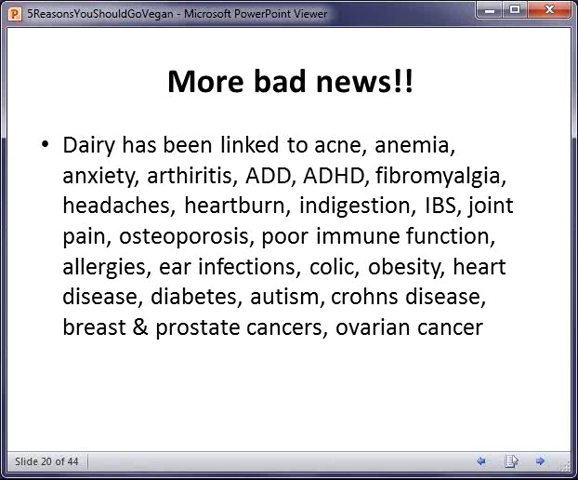 5ReasonsYouShouldGoVegan - Microsoft PowerPoint Viewer
More bad news!!
• Dairy has been linked to acne, anemia,
anxiety, arthiritis, ADD, ADHD, fibromyalgia,
headaches, heartburn, indigestion, IBS, joint
pain, osteoporosis, poor immune function,
allergies, ear infections, colic, obesity, heart
disease, diabetes, autism, crohns disease,
breast & prostate cancers, ovarian cancer
Slide 20 of 44